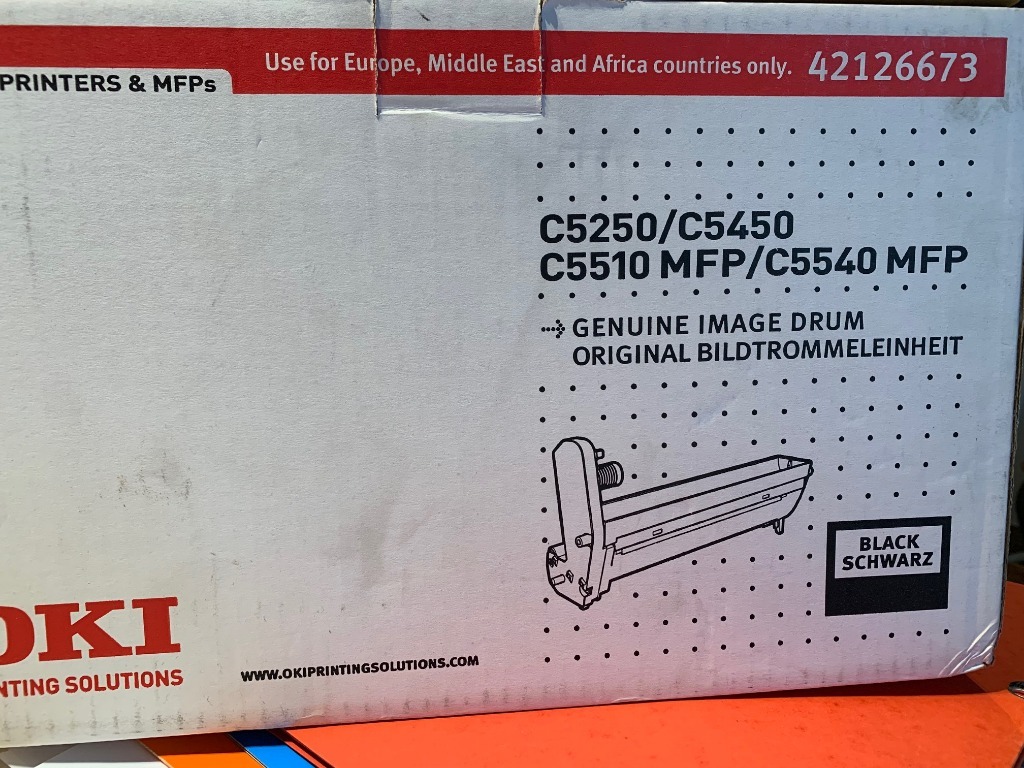 Use for Europe, Middle East and Africa countries only. 42126673
PRINTERS & MFPs
C5250/C5450
C5510 MFP/C5540 MFP
GENUINE IMAGE DRUM
ORIGINAL BILDTROMMELEINHEIT
BLACK
SCHWARZ
OKI
NTING SOLUTIONS
WWW.OKIPRINTINGSOLUTIONS.COM